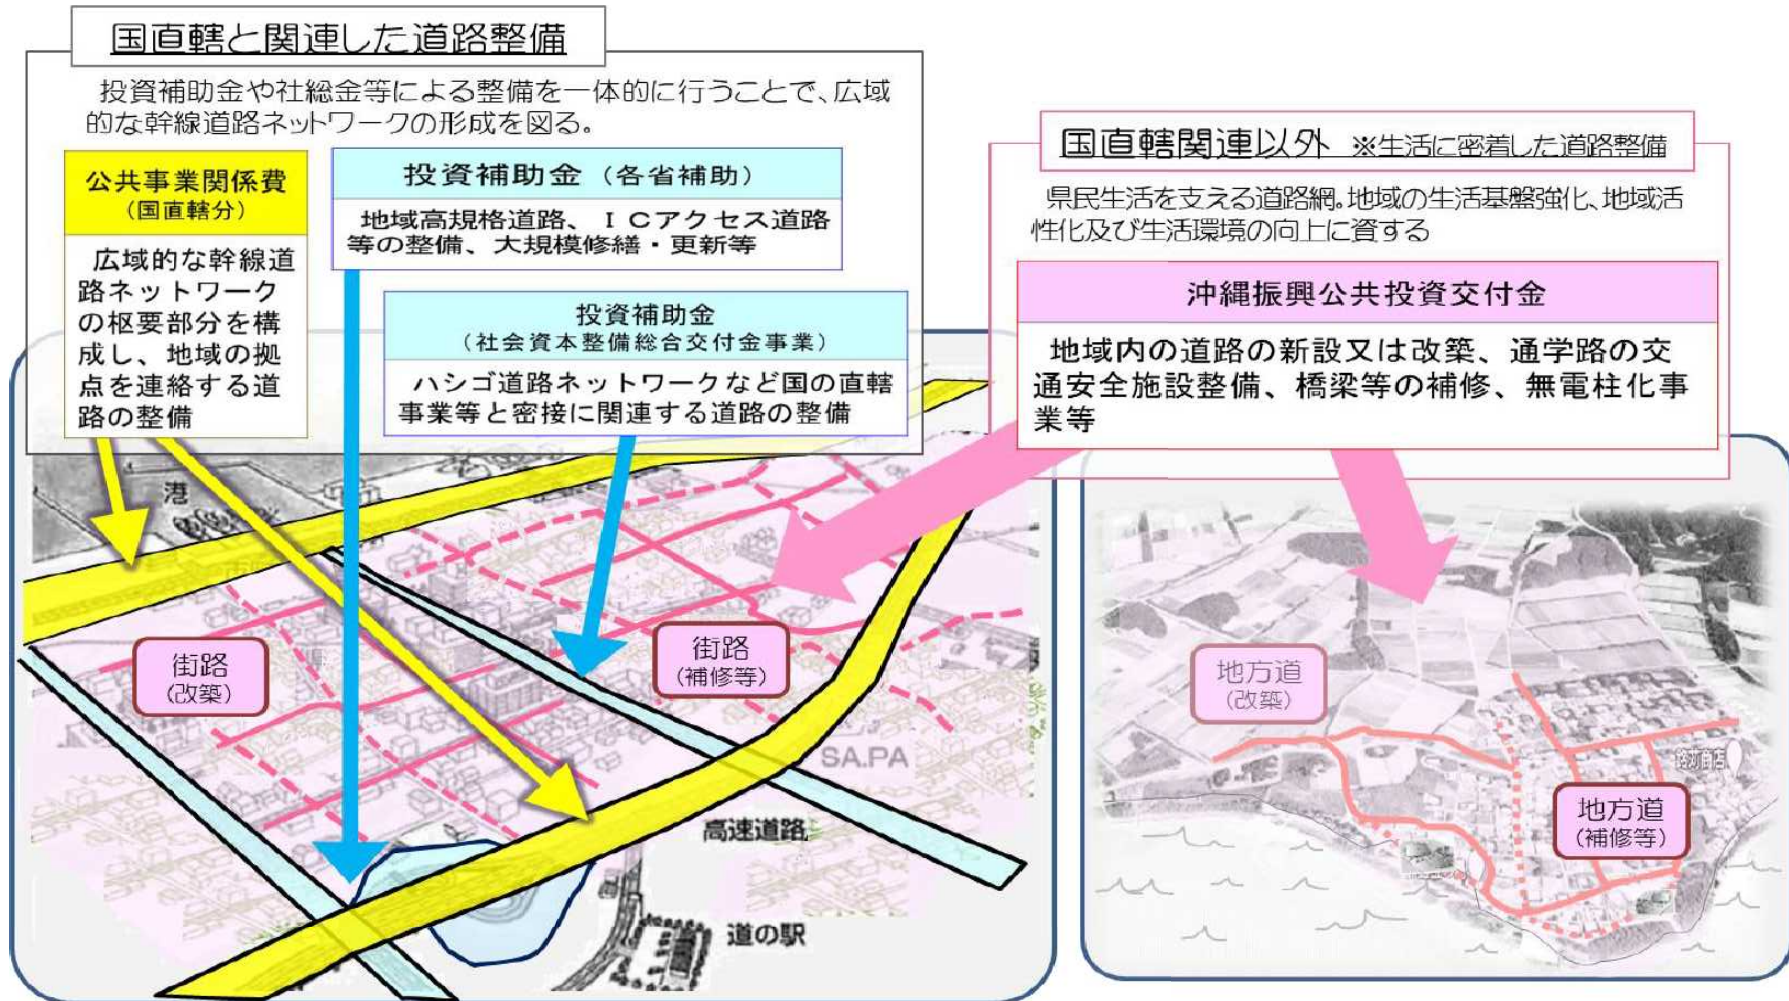 国直轄と関連した道路整備
投資補助金や社総金等による整備を一体的に行うことで、広域
的な幹線道路ネットワークの形成を図る。
公共事業関係費
（国直轄分）
広域的な幹線道
路ネットワーク
の枢要部分を構
成し、地域の拠
点を連絡する道
路の整備
投資補助金（各省補助）
地域高規格道路、ＩＣアクセス道路
等の整備、大規模修繕・更新等
投資補助金
（社会資本整備総合交付金事業）
ハシゴ道路ネットワークなど国の直轄
事業等と密接に関連する道路の整備
国直轄関連以外 ※生活に密着した道路整備
県民生活を支える道路網。地域の生活基盤強化、地域活
性化及び生活環境の向上に資する
沖縄振興公共投資交付金
地域内の道路の新設又は改築、通学路の交
通安全施設整備、橋梁等の補修、無電柱化事
業等
港
街路
（改築）
街路
（補修等）
SA.PA
高速道路
道の駅
地方道
（改築）
地方道
（補修等）